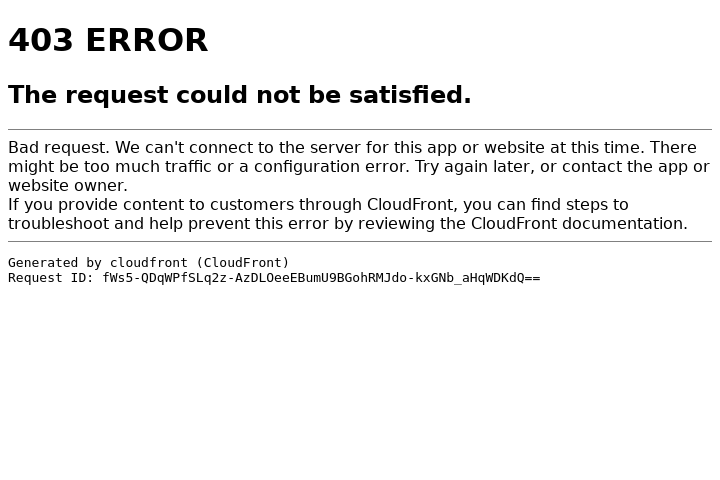 403 ERROR
The request could not be satisfied.
Bad request. We can't connect to the server for this app or website at this time. There
might be too much traffic or a configuration error. Try again later, or contact the app or
website owner.
If you provide content to customers through CloudFront, you can find steps to
troubleshoot and help prevent this error by reviewing the CloudFront documentation.
Generated by cloudfront (CloudFront)
Request ID: fWs5-QDqWPfSLq2z-AzDLOeeEBumU9BGohRMJdo-kxGNb_aHqWDKdQ==